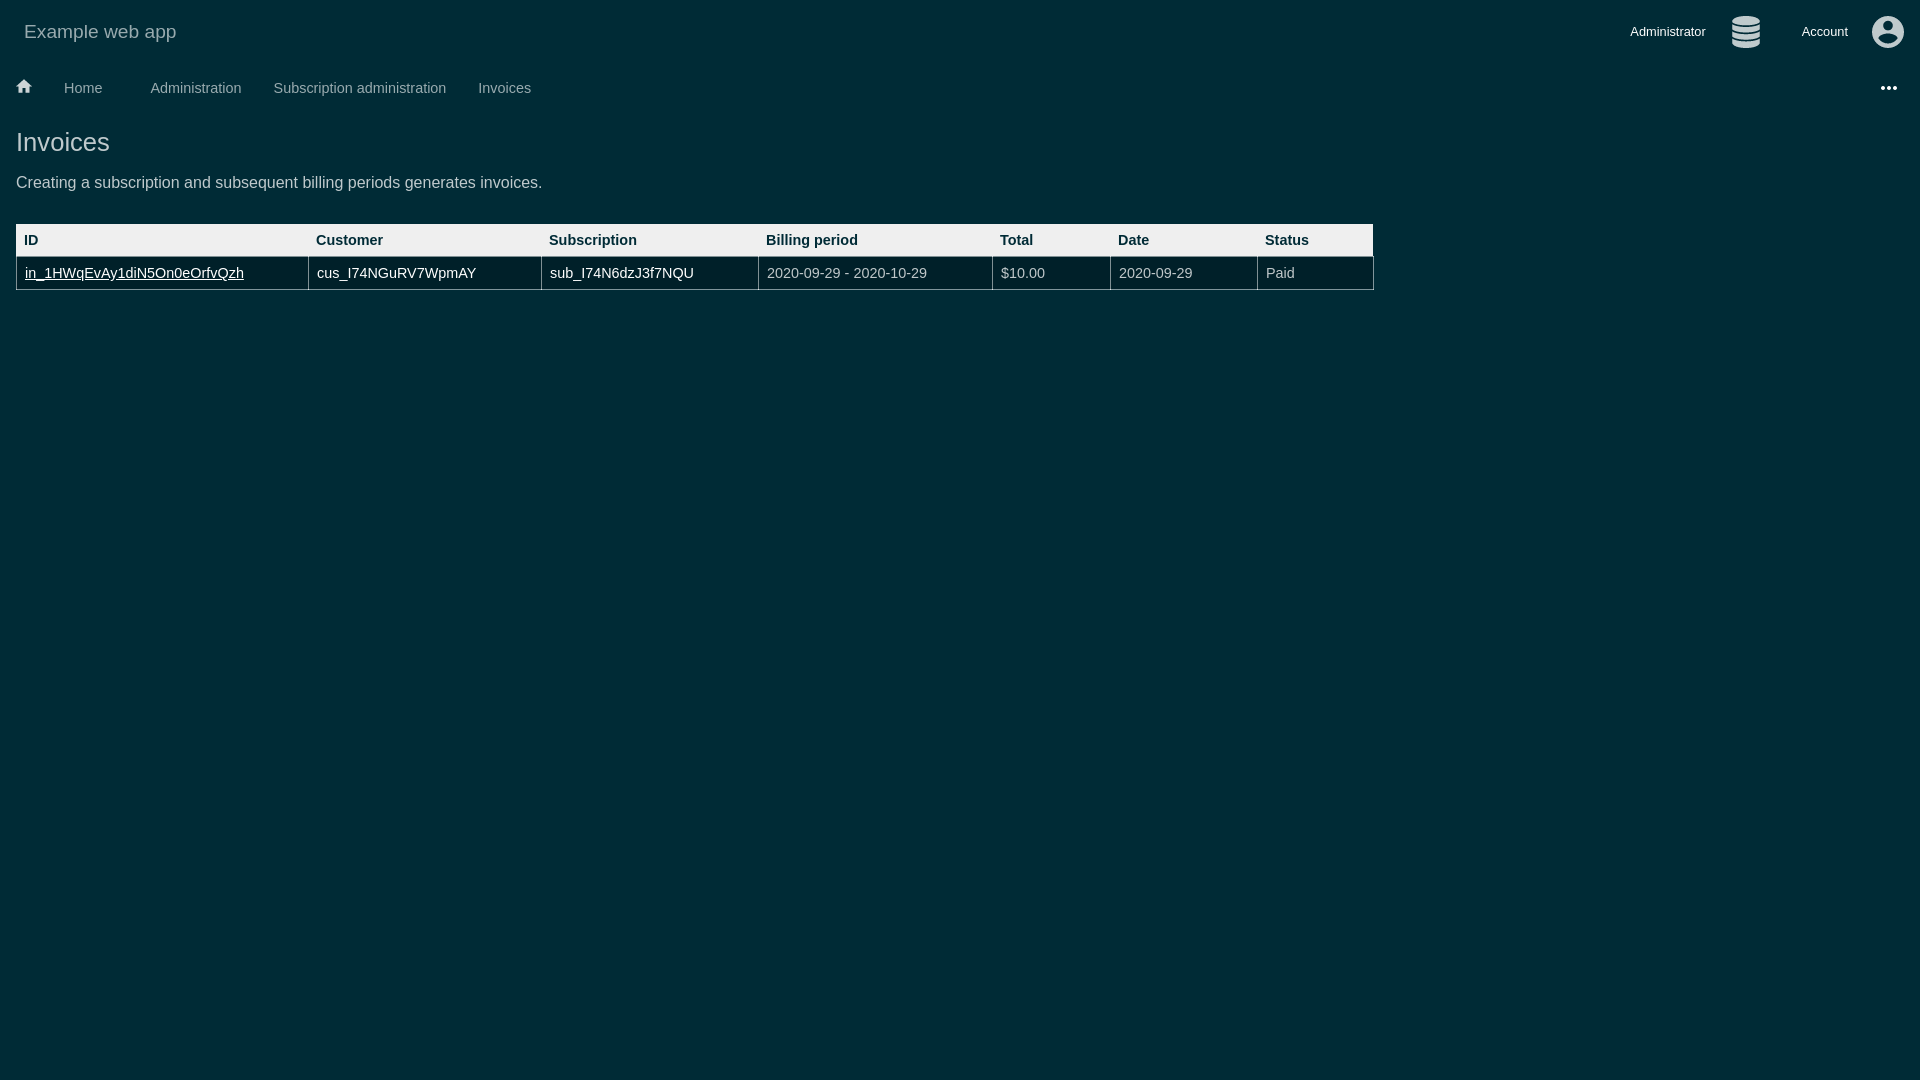 Example web app
Administrator
Account
Home
Administration
Subscription administration
Invoices
Invoices
Creating a subscription and subsequent billing periods generates invoices.
ID Customer Subscription Billing period Total Date Status
in_1HWqEvAy1diN5On0eOrfvQzh cus_I74NGuRV7WpmAY sub_I74N6dzJ3f7NQU 2020-09-29 - 2020-10-29 $10.00 2020-09-29 Paid